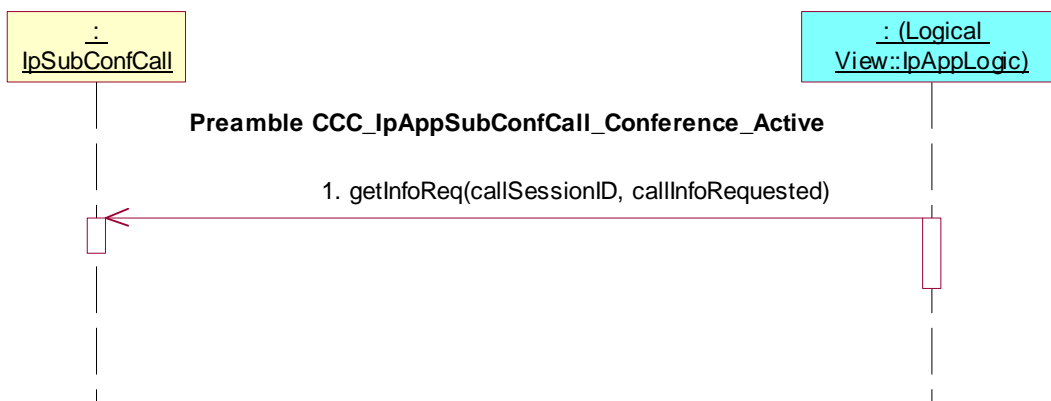 :
IpSubConfCall
: (Logical
View::IpAppLogic)
Preamble CCC_IpAppSubConfCall_Conference_Active
1. getInfoReq(callSessionID, callInfoRequested)